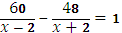 60/(x − 2) − 48/(x + 2) = 1